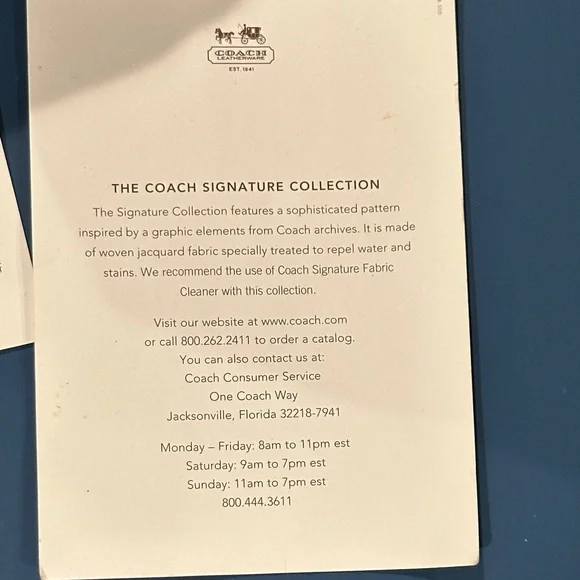 COACH
LEATHERWARE
EST. 1941
THE COACH SIGNATURE COLLECTION
The Signature Collection features a sophisticated pattern
inspired by a graphic elements from Coach archives. It is made
of woven jacquard fabric specially treated to repel water and
stains. We recommend the use of Coach Signature Fabric
Cleaner with this collection.
Visit our website at www.coach.com
or call 800.262.2411 to order a catalog.
You can also contact us at:
Coach Consumer Service
One Coach Way
Jacksonville, Florida 32218-7941
Monday – Friday: 8am to 11pm est
Saturday: 9am to 7pm est
Sunday: 11am to 7pm est
800.444.3611